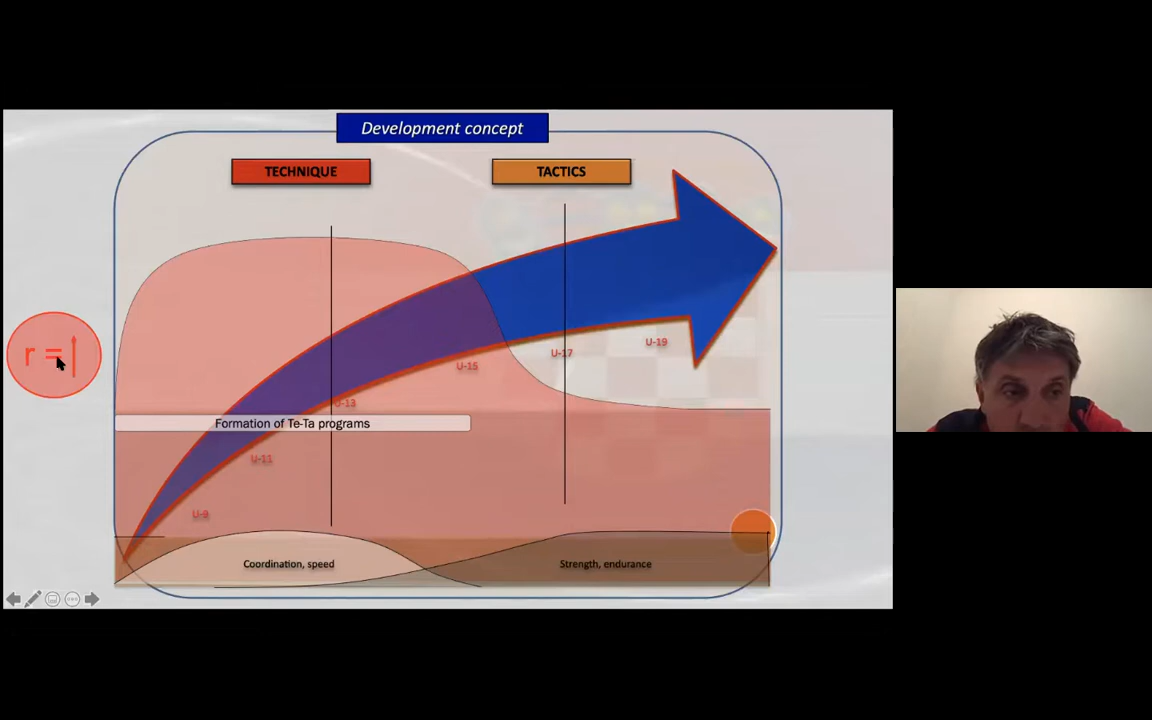 Development concept
TECHNIQUE
TACTICS
r =
U-19
U-17
U-15
U-13
Formation of Te-Ta programs
U-11
U-9
Coordination, speed
Strength, endurance